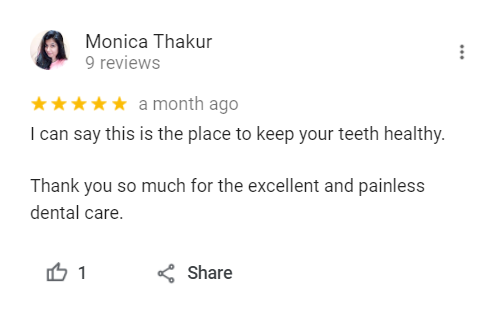 Monica Thakur
9 reviews
a month ago
I can say this is the place to keep your teeth healthy.
Thank you so much for the excellent and painless
dental care.
1
Share